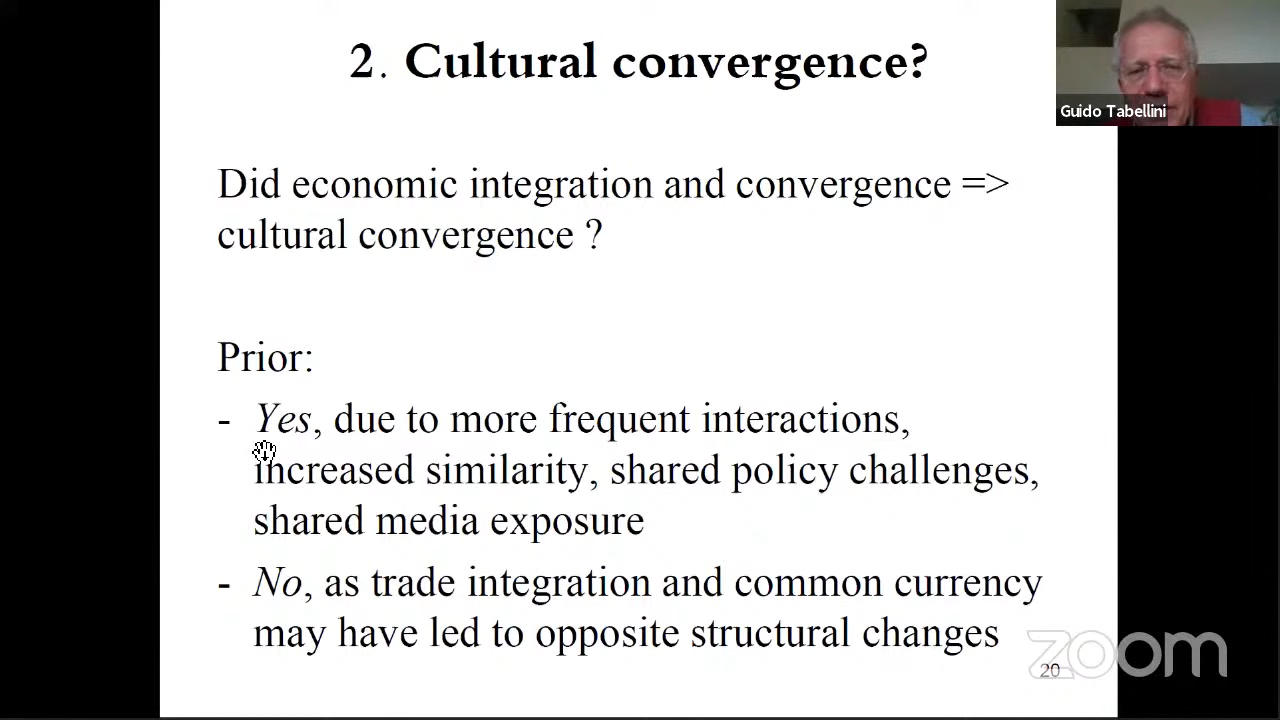 2. Cultural convergence?
Guido Tabellini
Did economic integration and convergence =>
cultural convergence ?
Prior:
- Yes, due to more frequent interactions,
increased similarity, shared policy challenges,
shared media exposure
- No, as trade integration and common currency
may have led to opposite structural changes
zoom
20